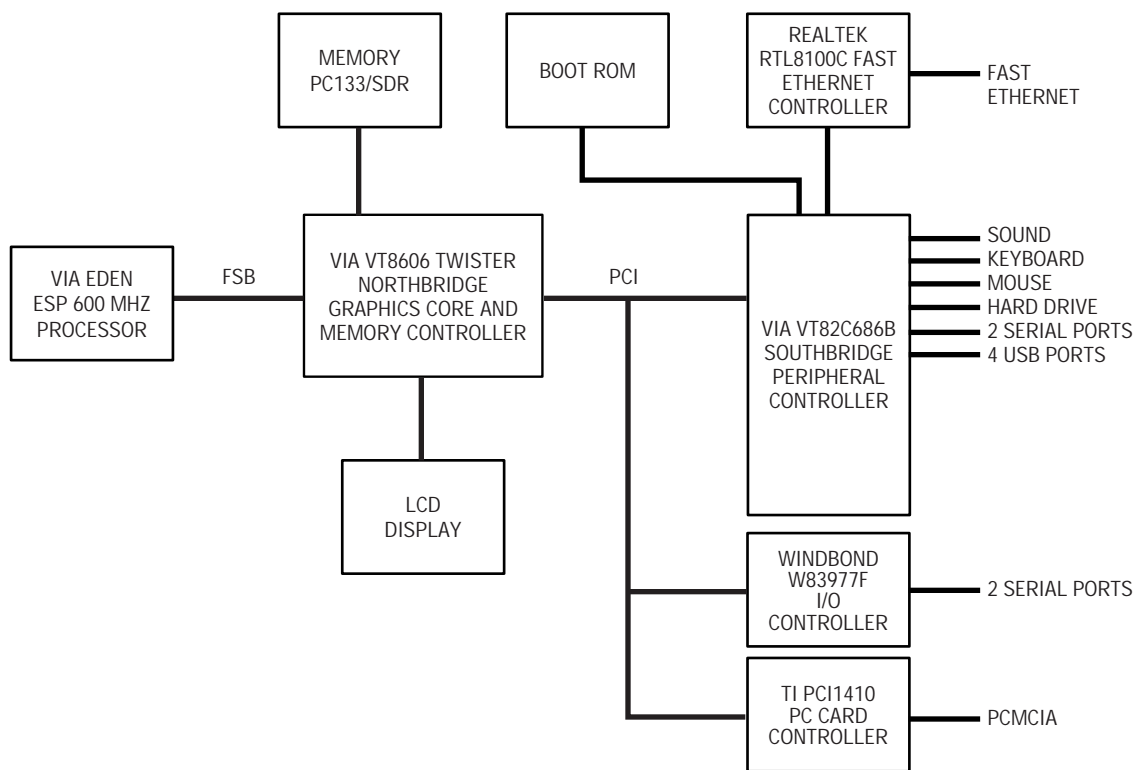 MEMORY
PC133/SDR
BOOT ROM
REALTEK
RTL8100C FAST
ETHERNET
CONTROLLER
FAST
ETHERNET
VIA EDEN
ESP 600 MHZ
PROCESSOR
FSB
VIA VT8606 TWISTER
NORTHBRIDGE
GRAPHICS CORE AND
MEMORY CONTROLLER
PCI
VIA VT82C686B
SOUTHBRIDGE
PERIPHERAL
CONTROLLER
SOUND
KEYBOARD
MOUSE
HARD DRIVE
2 SERIAL PORTS
4 USB PORTS
LCD
DISPLAY
WINDBOND
W83977F
I/O
CONTROLLER
2 SERIAL PORTS
TI PCI1410
PC CARD
CONTROLLER
PCMCIA